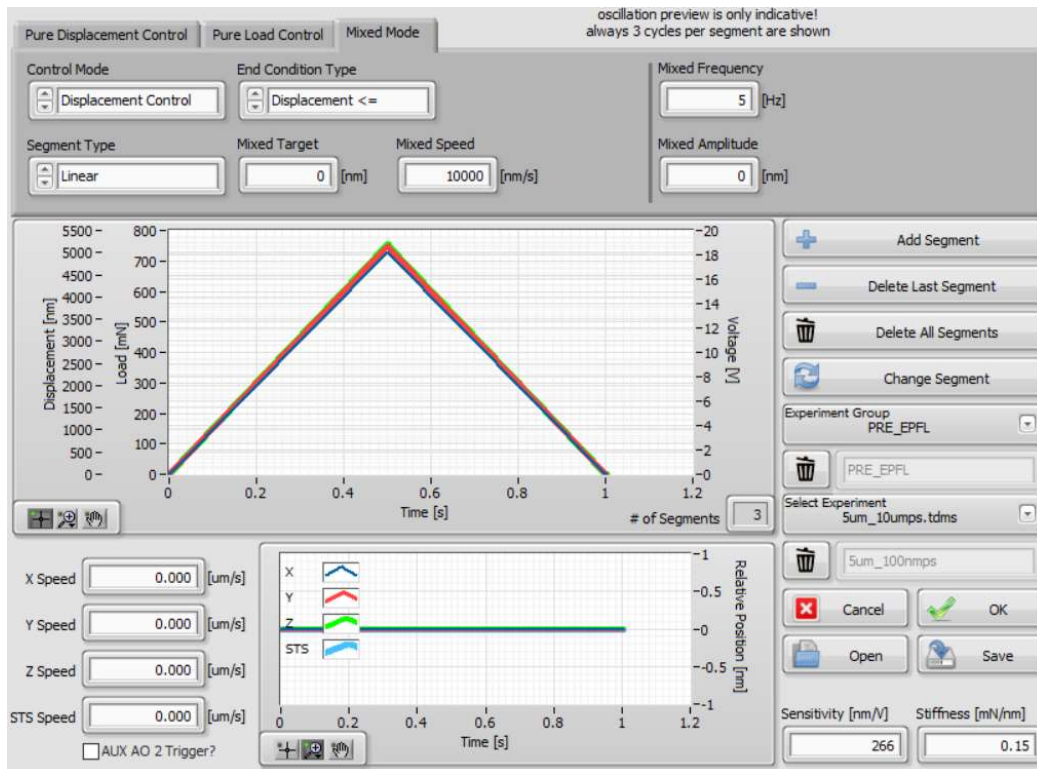 oscillation preview is only indicative!
always 3 cycles per segment are shown
Pure Displacement Control
Pure Load Control
Mixed Mode
Control Mode
End Condition Type
Mixed Frequency
Displacement Control
Displacement <=
5 [Hz]
Segment Type
Mixed Target
Mixed Speed
Mixed Amplitude
Linear
0 [nm]
10000 [nm/s]
0 [nm]
Displacement [nm]
5500
5000
4500
4000
3500
3000
2500
2000
1500
1000
500
0
Load [mN]
800
700
600
500
400
300
200
100
0
Voltage [V]
20
18
16
14
12
10
8
6
4
2
0
0 0.2 0.4 0.6 0.8 1 1.2
Time [s]
# of Segments 3
Add Segment
Delete Last Segment
Delete All Segments
Change Segment
Experiment Group
PRE_EPFL
PRE_EPFL
Select Experiment
5um_10umps.tdms
5um_100nmps
Cancel
OK
Open
Save
Sensitivity [nm/V]
Stiffness [mN/nm]
266
0.15
X Speed 0.000 [um/s]
Y Speed 0.000 [um/s]
Z Speed 0.000 [um/s]
STS Speed 0.000 [um/s]
AUX AO 2 Trigger?
X
Y
Z
STS
1
0.5
0
-0.5
-1
Relative Position [nm]
0 0.2 0.4 0.6 0.8 1 1.2
Time [s]